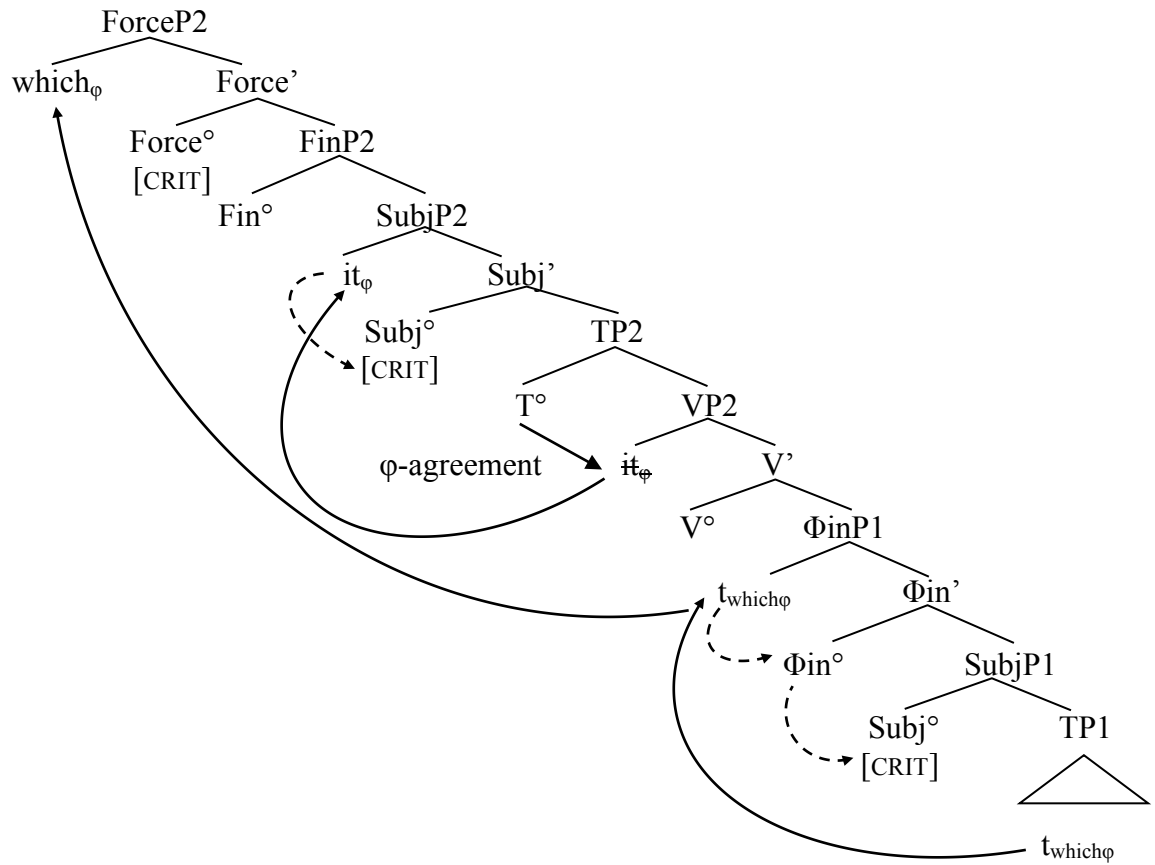 ForceP2
whichφ Force’
Force° FinP2
[CRIT]
Fin° SubjP2
itφ Subj’
Subj° TP2
[CRIT]
T° VP2
φ-agreement itφ V’
V° ΦinP1
twhichφ Φin’
Φin° SubjP1
Subj° TP1
[CRIT]
twhichφ